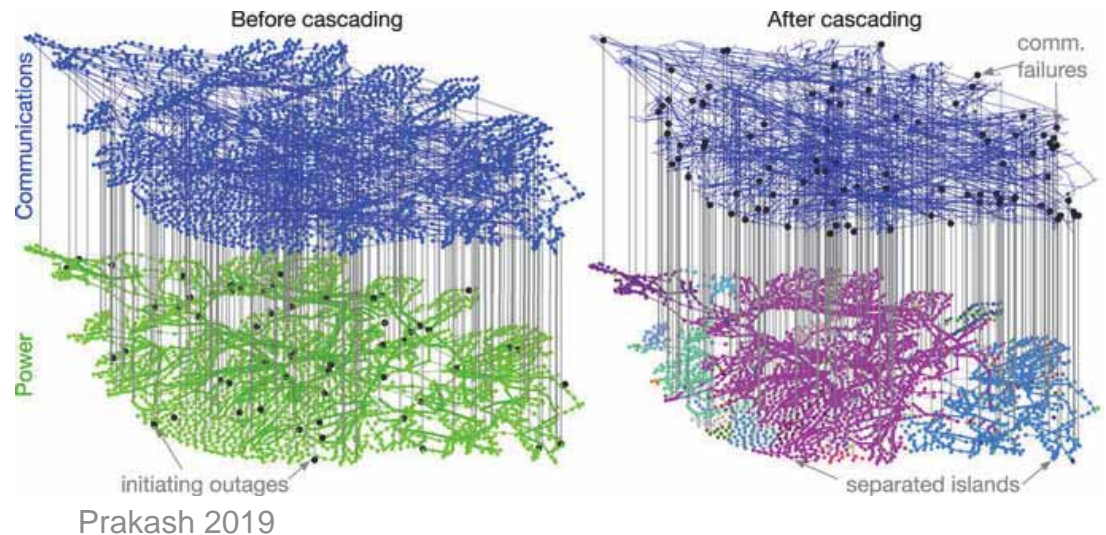 Before cascading
After cascading
Communications
comm.
failures
Power
initiating outages
separated islands
Prakash 2019